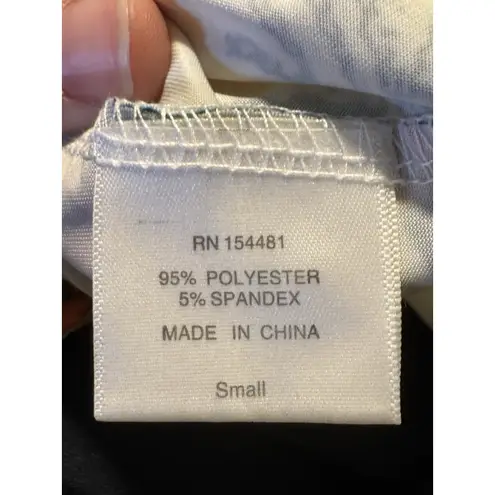 RN 154481
95% POLYESTER
5% SPANDEX
MADE IN CHINA
Small